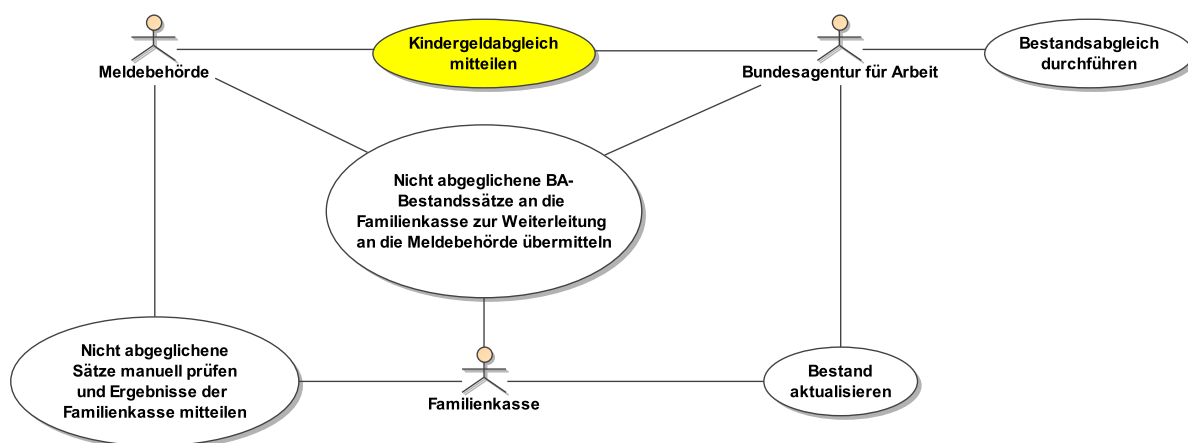 Kindergeldabgleich
mitteilen
Meldebehörde
Bundesagentur für Arbeit
Bestandsabgleich
durchführen
Nicht abgeglichene BA-
Bestandssätze an die
Familienkasse zur Weiterleitung
an die Meldebehörde übermitteln
Nicht abgeglichene
Sätze manuell prüfen
und Ergebnisse der
Familienkasse mitteilen
Familienkasse
Bestand
aktualisieren